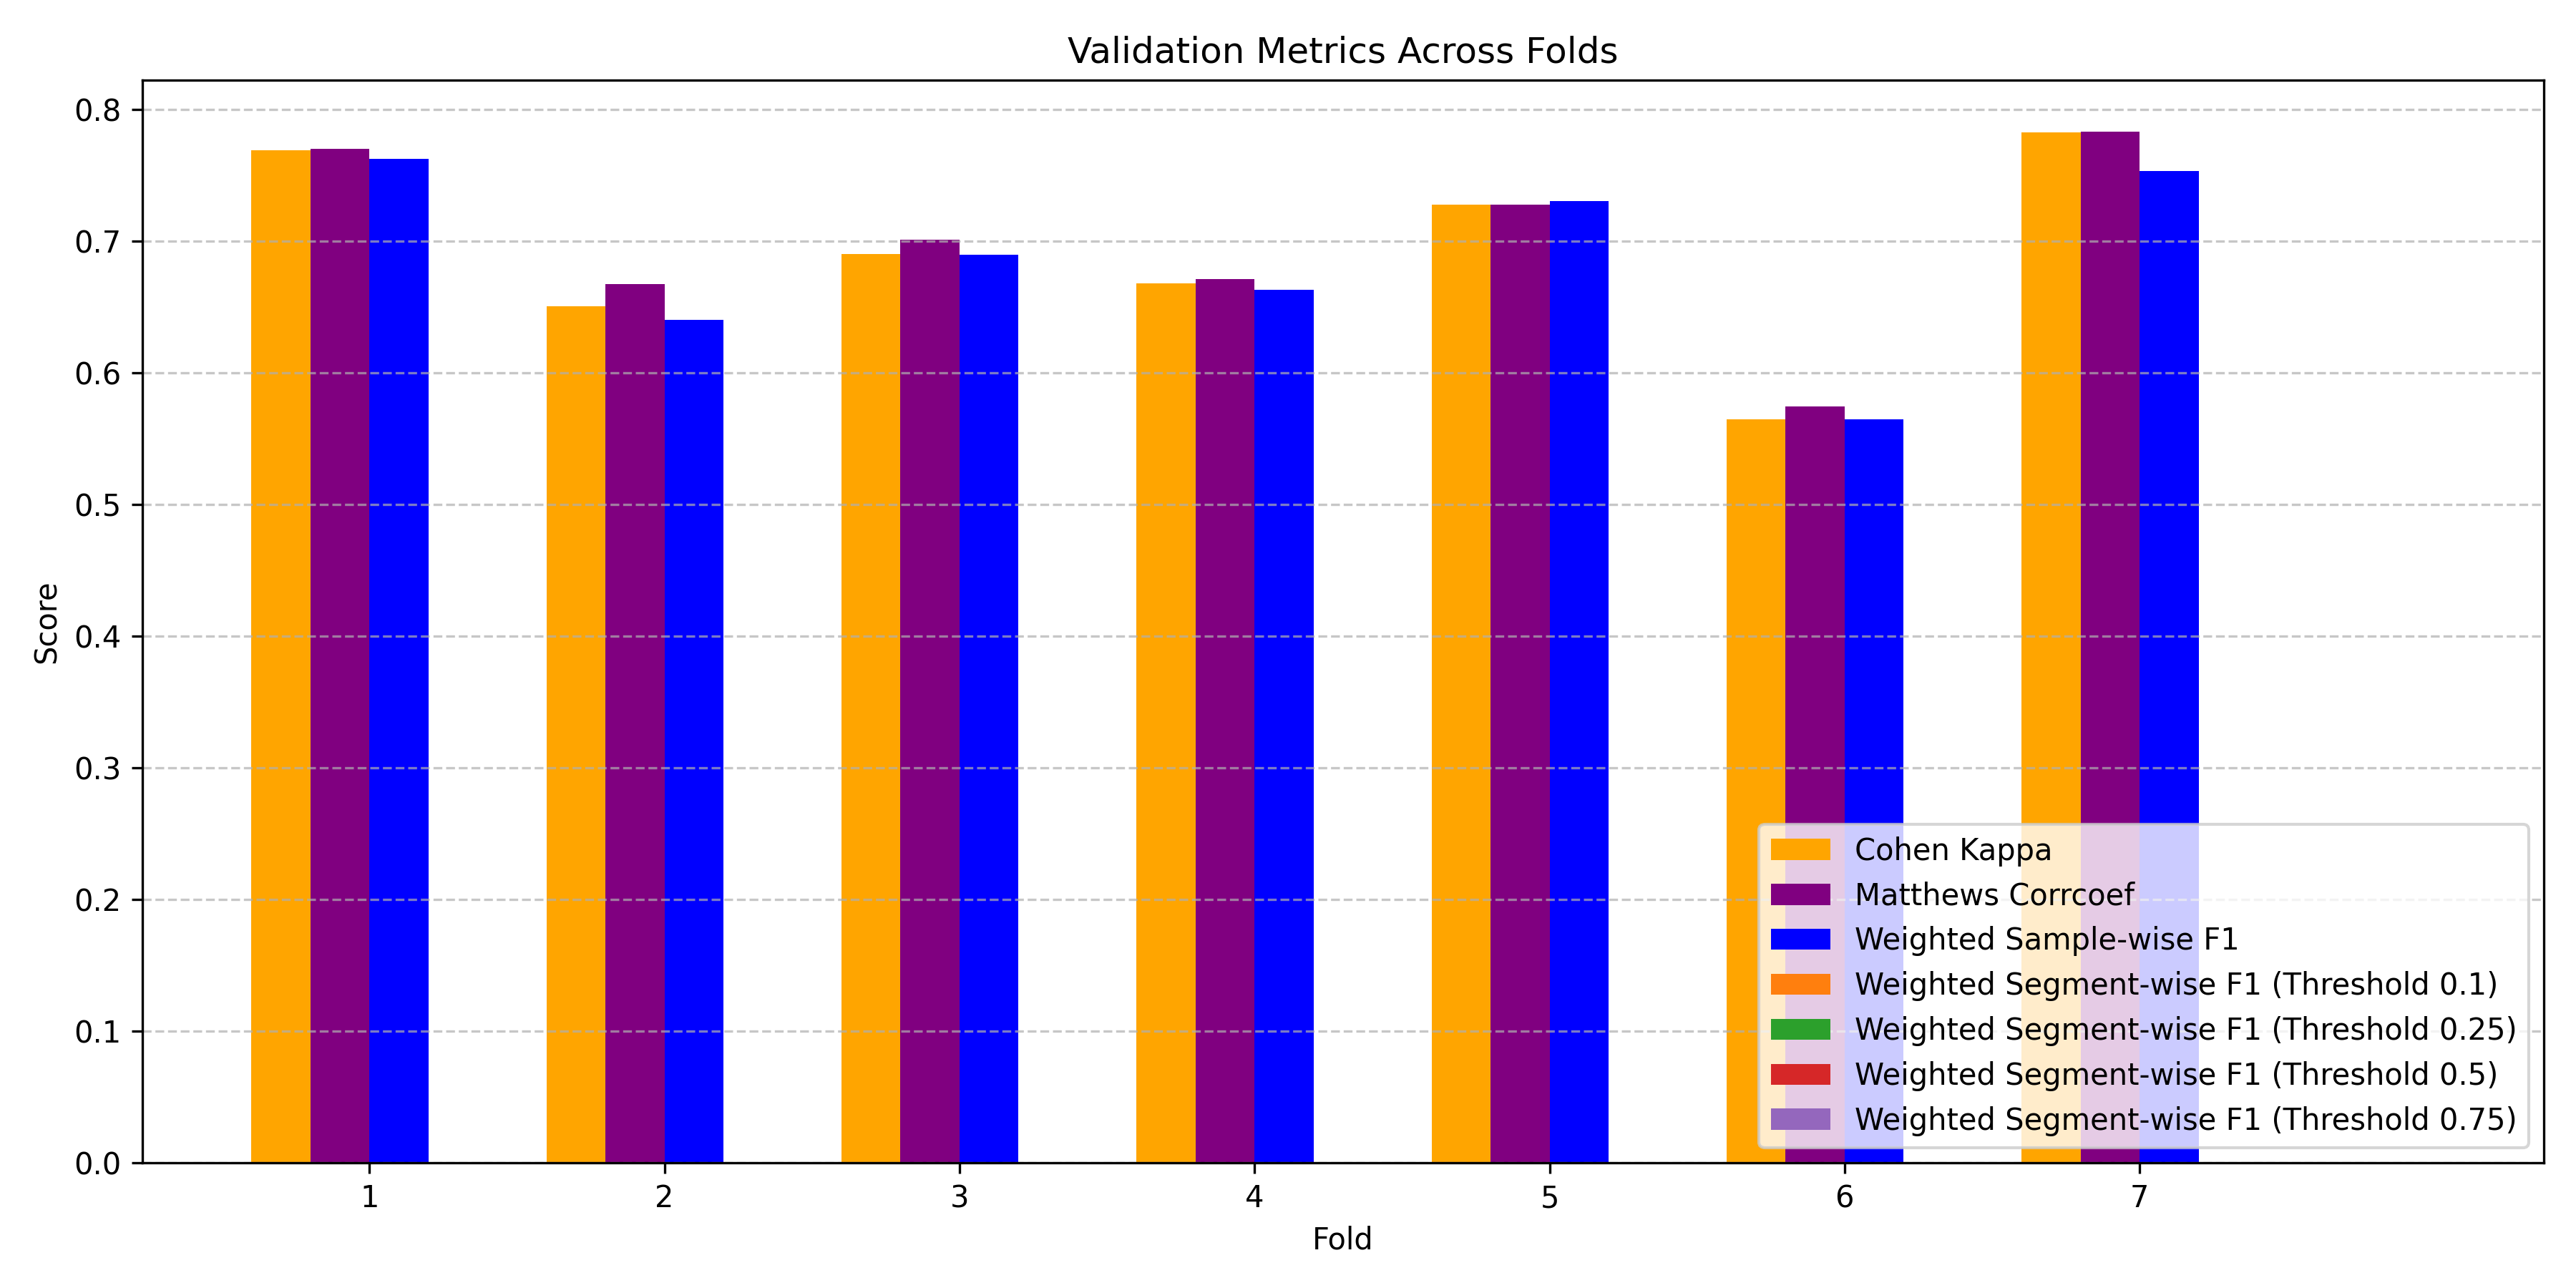 Validation Metrics Across Folds
0.8
0.7
0.6
0.5
0.4
0.3
0.2
0.1
0.0
Score
1 2 3 4 5 6 7
Fold
Cohen Kappa
Matthews Corrcoef
Weighted Sample-wise F1
Weighted Segment-wise F1 (Threshold 0.1)
Weighted Segment-wise F1 (Threshold 0.25)
Weighted Segment-wise F1 (Threshold 0.5)
Weighted Segment-wise F1 (Threshold 0.75)